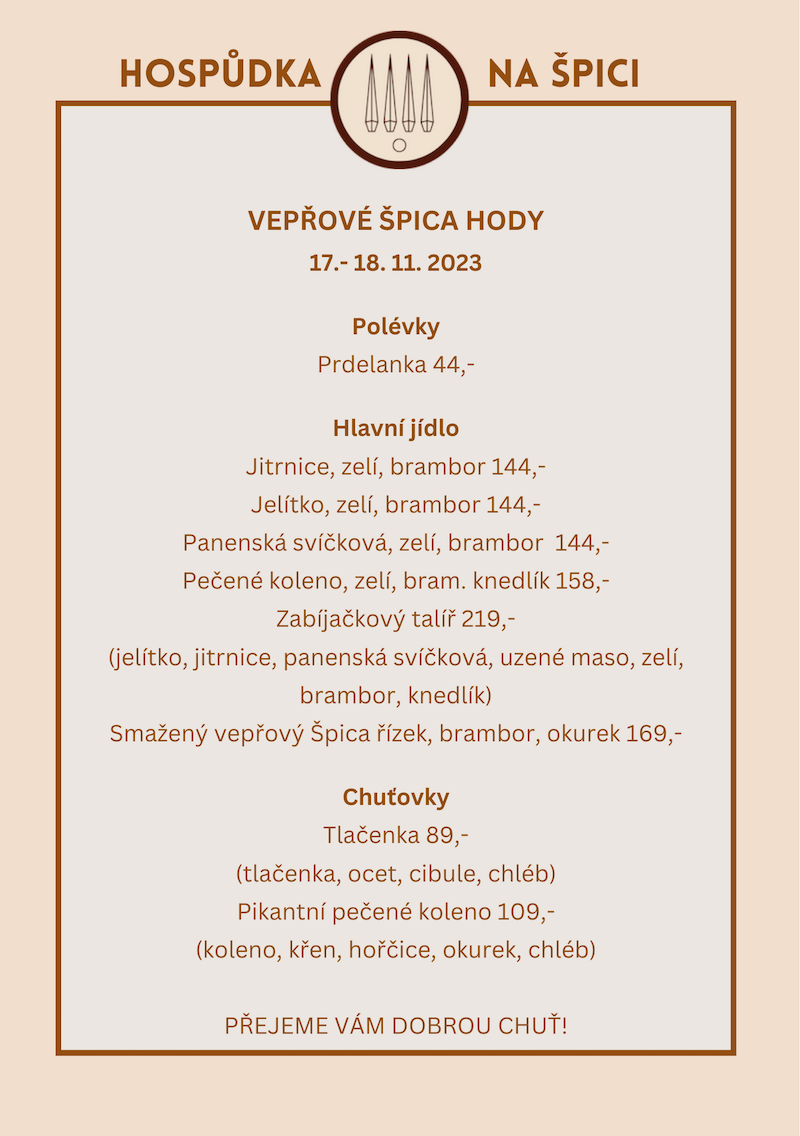 HOSPŮDKA NA ŠPICI
VEPŘOVÉ ŠPICA HODY
17.- 18. 11. 2023
Polévky
Prdelanka 44,-
Hlavní jídlo
Jitrnice, zelí, brambor 144,-
Jelítko, zelí, brambor 144,-
Panenská svíčková, zelí, brambor  144,-
Pečené koleno, zelí, bram. knedlík 158,-
Zabíjačkový talíř 219,-
(jelítko, jitrnice, panenská svíčková, uzené maso, zelí,
brambor, knedlík)
Smažený vepřový Špica řízek, brambor, okurek 169,-
Chuťovky
Tlačenka 89,-
(tlačenka, ocet, cibule, chléb)
Pikantní pečené koleno 109,-
(koleno, křen, hořčice, okurek, chléb)
PŘEJEME VÁM DOBROU CHUŤ!